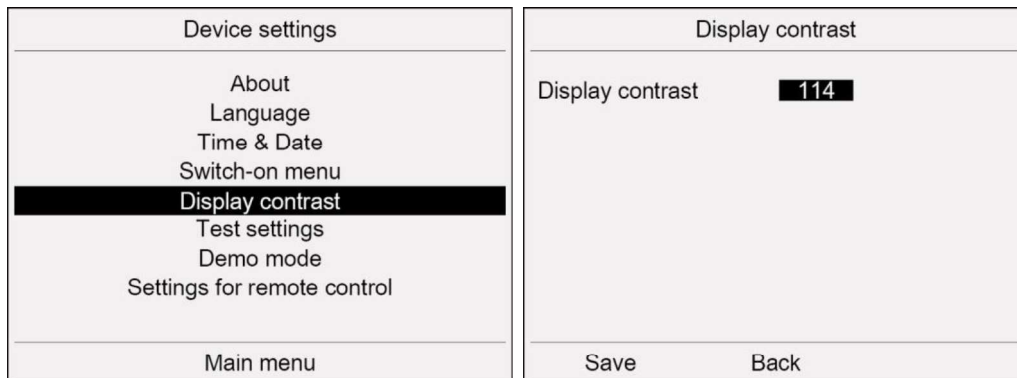 Device settings
About
Language
Time & Date
Switch-on menu
Display contrast
Test settings
Demo mode
Settings for remote control
Main menu
Display contrast
Display contrast 114
Save Back